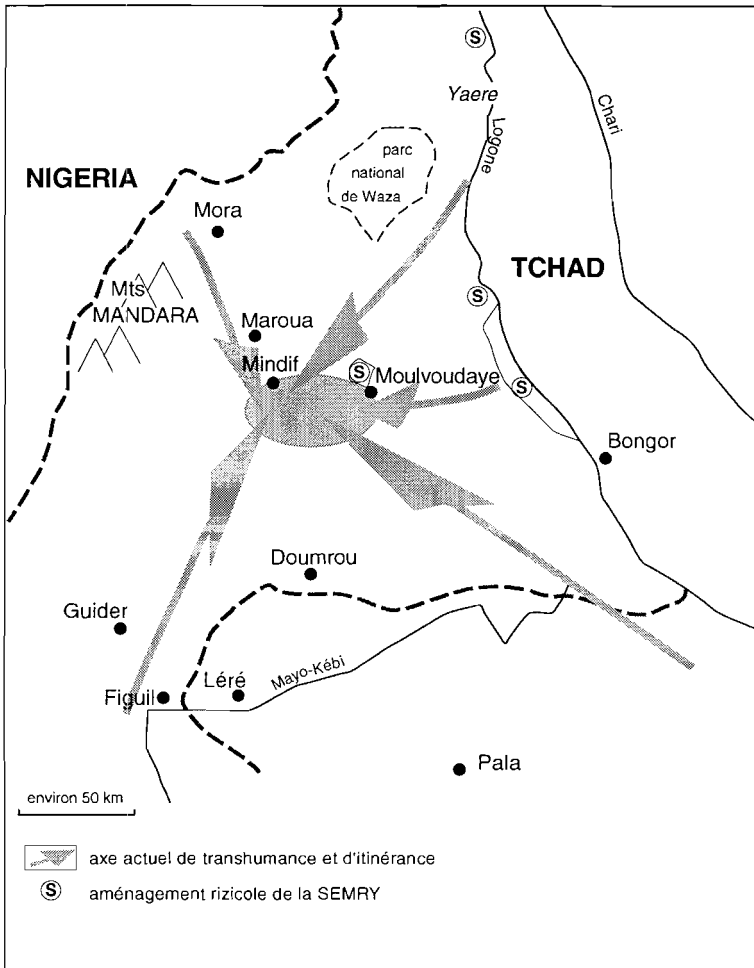 S
Yaere
Logone
Chari
parc
national
de Waza
NIGERIA
Mora
TCHAD
Mts
MANDARA
S
Maroua
Mindif
S
Moulvoudaye
S
Bongor
Doumrou
Guider
Figuil
Léré
Mayo-Kébi
Pala
environ 50 km
axe actuel de transhumance et d'itinérance
S
aménagement rizicole de la SEMRY